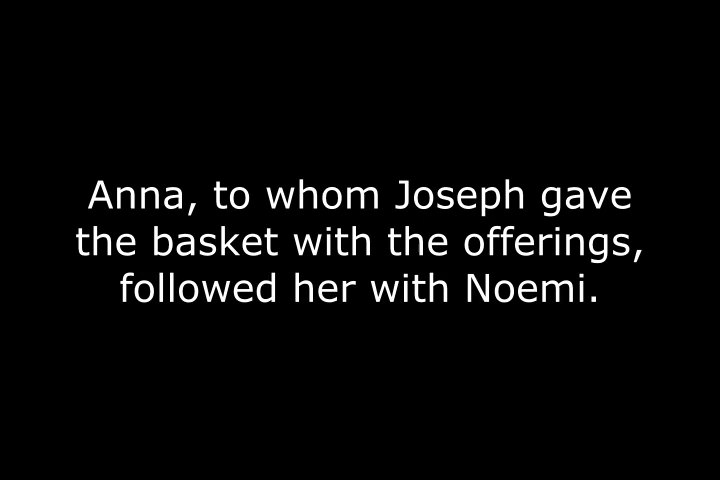 Anna, to whom Joseph gave
the basket with the offerings,
followed her with Noemi.